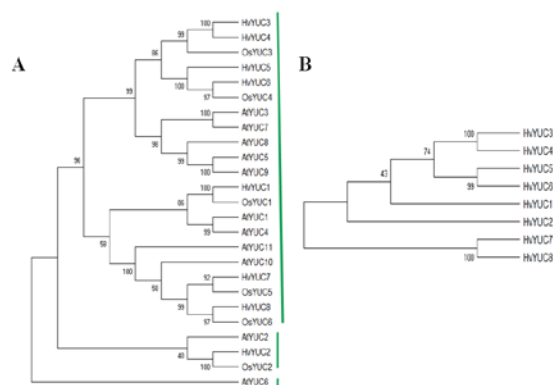 A
B
HvYUC3
HvYUC4
OsYUC3
HvYUC5
HvYUC6
OsYUC4
AtYUC3
AtYUC7
AtYUC8
AtYUC5
AtYUC9
HvYUC1
OsYUC1
AtYUC1
AtYUC4
AtYUC11
AtYUC10
HvYUC7
OsYUC5
HvYUC8
OsYUC6
AtYUC2
HvYUC2
OsYUC2
AtYUC6
100
99
86
100
97
99
100
98
99
96
100
86
99
58
100
58
92
99
97
40
100
HvYUC3
HvYUC4
HvYUC5
HvYUC6
HvYUC1
HvYUC2
HvYUC7
HvYUC8
100
74
43
99
100